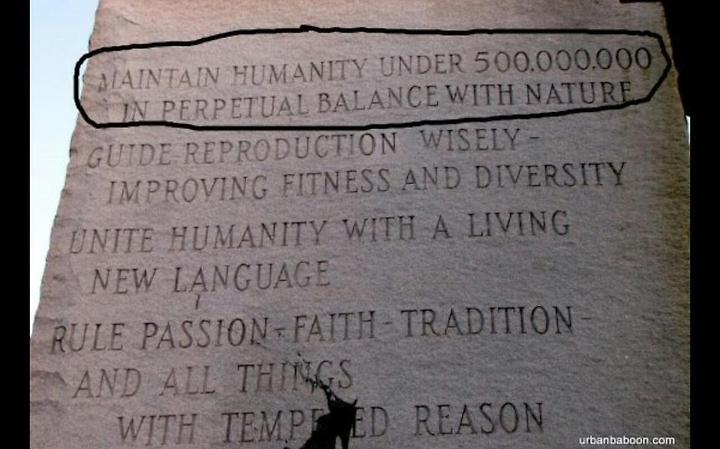 MAINTAIN HUMANITY UNDER 500,000,000
IN PERPETUAL BALANCE WITH NATURE
GUIDE REPRODUCTION WISELY-
IMPROVING FITNESS AND DIVERSITY
UNITE HUMANITY WITH A LIVING
NEW LANGUAGE
RULE PASSION-FAITH-TRADITION-
AND ALL THINGS
WITH TEMPERED REASON
urbanbaboon.com